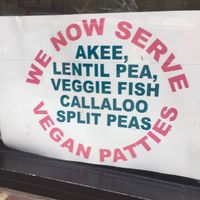 WE NOW SERVE
AKEE,
LENTIL PEA,
VEGGIE FISH
CALLALOO
SPLIT PEAS
VEGAN PATTIES